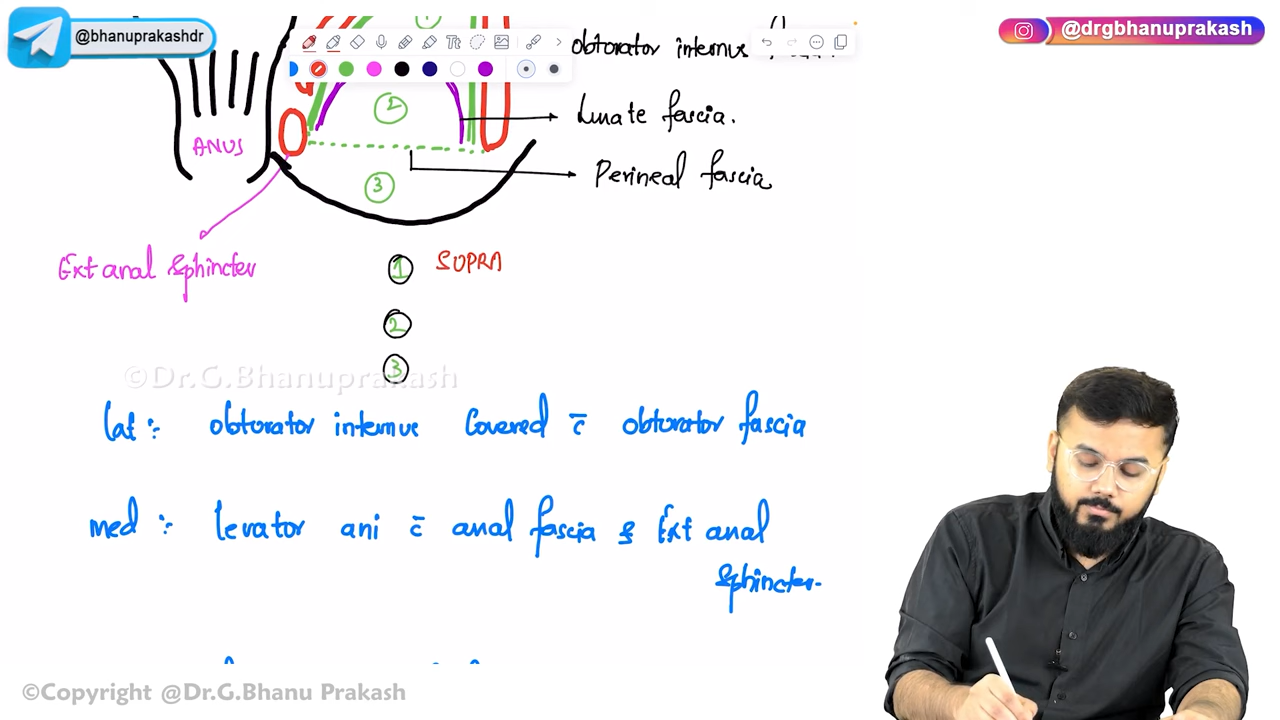 @bhanuprakashdr
@drgbhanuprakash
1
obturator internus
Tt
2
Lunate fascia.
ANUS
Perineal fascia
3
Ext anal sphincter
1 SUPRA
2
3
©Dr.G.Bhanuprakash
lat :- obturator internus Covered c̄ obturator fascia
med :- levator ani c̄ anal fascia & Ext anal
sphincter.
©Copyright @Dr.G.Bhanu Prakash